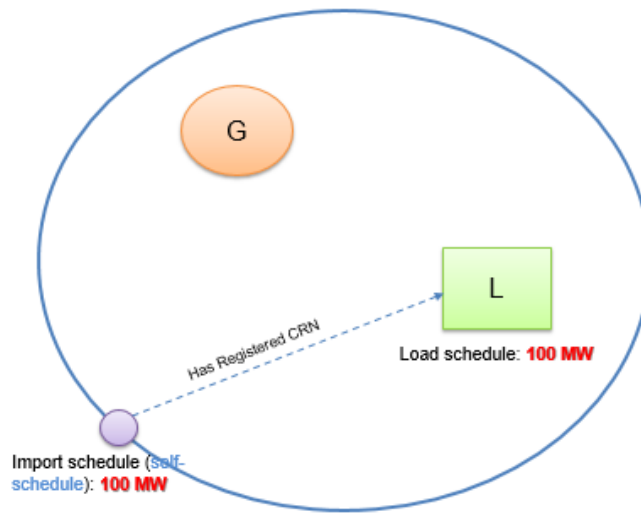 G
L
Has Registered CRN
Load schedule: 100 MW
Import schedule (self-
schedule): 100 MW